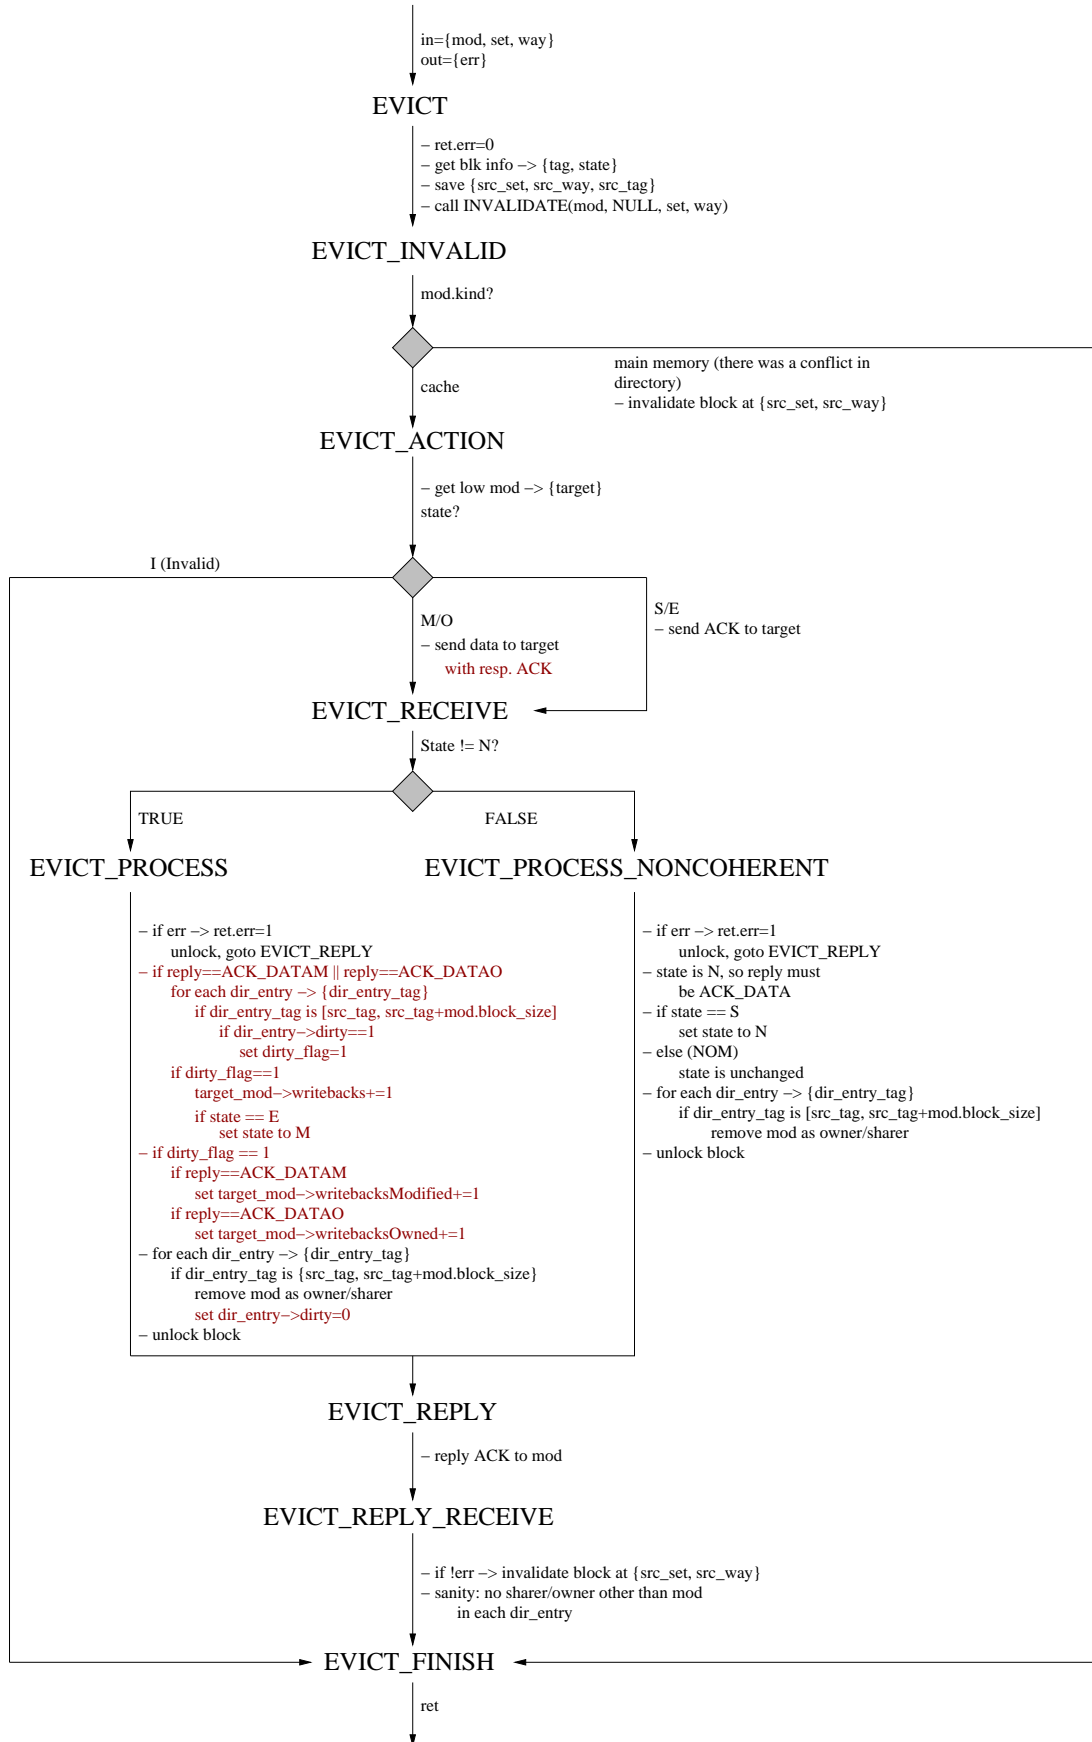 in={mod, set, way}
out={err}
EVICT
– ret.err=0
– get blk info –> {tag, state}
– save {src_set, src_way, src_tag}
– call INVALIDATE(mod, NULL, set, way)
EVICT_INVALID
mod.kind?
main memory (there was a conflict in
directory)
– invalidate block at {src_set, src_way}
cache
EVICT_ACTION
– get low mod –> {target}
state?
I (Invalid)
M/O
– send data to target
with resp. ACK
S/E
– send ACK to target
EVICT_RECEIVE
State != N?
TRUE
FALSE
EVICT_PROCESS
– if err –> ret.err=1
unlock, goto EVICT_REPLY
– if reply==ACK_DATAM || reply==ACK_DATAO
for each dir_entry –> {dir_entry_tag}
if dir_entry_tag is [src_tag, src_tag+mod.block_size]
if dir_entry–>dirty==1
set dirty_flag=1
if dirty_flag==1
target_mod–>writebacks+=1
if state == E
set state to M
– if dirty_flag == 1
if reply==ACK_DATAM
set target_mod–>writebacksModified+=1
if reply==ACK_DATAO
set target_mod–>writebacksOwned+=1
– for each dir_entry –> {dir_entry_tag}
if dir_entry_tag is {src_tag, src_tag+mod.block_size}
remove mod as owner/sharer
set dir_entry–>dirty=0
– unlock block
EVICT_PROCESS_NONCOHERENT
– if err –> ret.err=1
unlock, goto EVICT_REPLY
– state is N, so reply must
be ACK_DATA
– if state == S
set state to N
– else (NOM)
state is unchanged
– for each dir_entry –> {dir_entry_tag}
if dir_entry_tag is [src_tag, src_tag+mod.block_size]
remove mod as owner/sharer
– unlock block
EVICT_REPLY
– reply ACK to mod
EVICT_REPLY_RECEIVE
– if !err –> invalidate block at {src_set, src_way}
– sanity: no sharer/owner other than mod
in each dir_entry
EVICT_FINISH
ret